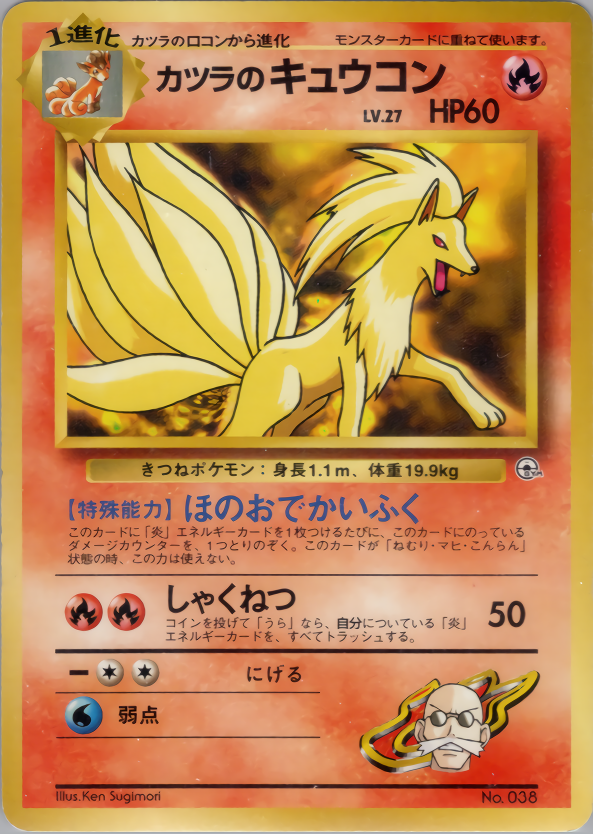 1進化
カツラのロコンから進化
モンスターカードに重ねて使います。
カツラのキュウコン
LV.27 HP60
きつねポケモン：身長1.1m、体重19.9kg
GYM
【特殊能力】ほのおでかいふく
このカードに「炎」エネルギーカードを1枚つけるたびに、このカードにのっている
ダメージカウンターを、1つとりのぞく。このカードが「ねむり・マヒ・こんらん」
状態の時、この力は使えない。
しゃくねつ 50
コインを投げて「うら」なら、自分についている「炎」
エネルギーカードを、すべてトラッシュする。
にげる
弱点
Illus.Ken Sugimori
No. 038